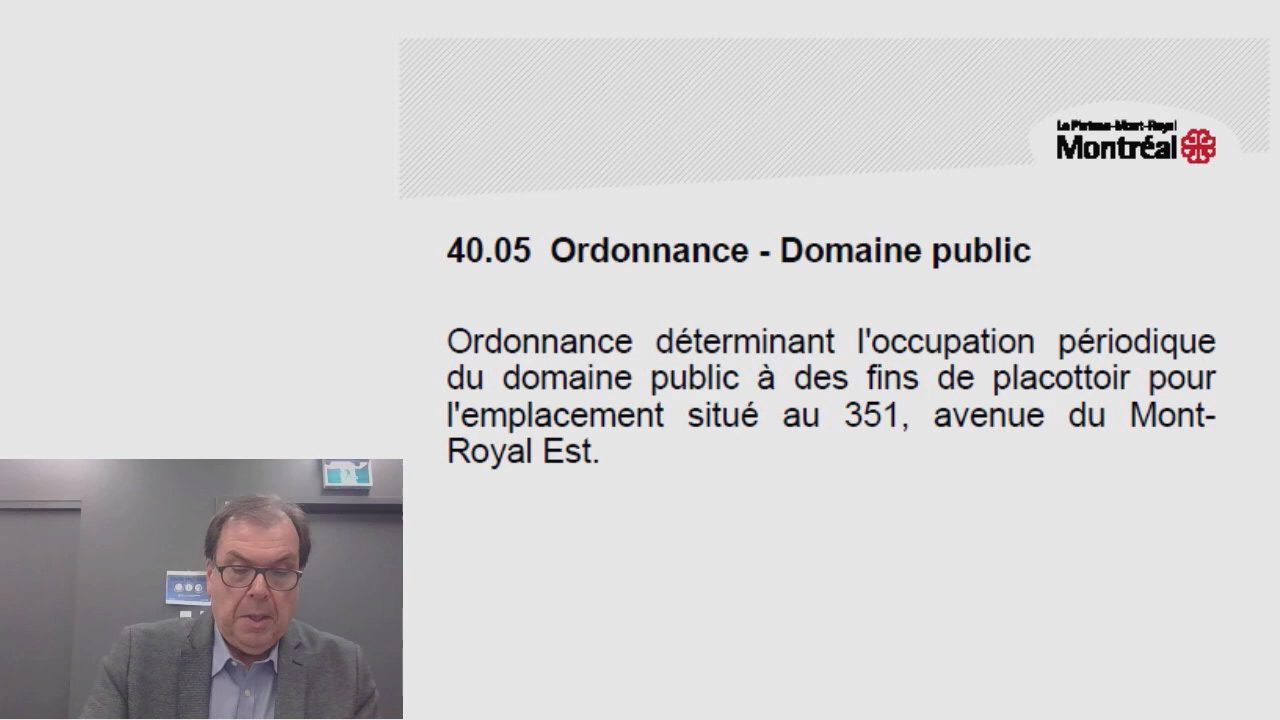 Le Plateau-Mont-Royal
Montréal
40.05 Ordonnance - Domaine public
Ordonnance déterminant l'occupation périodique
du domaine public à des fins de placottoir pour
l'emplacement situé au 351, avenue du Mont-
Royal Est.